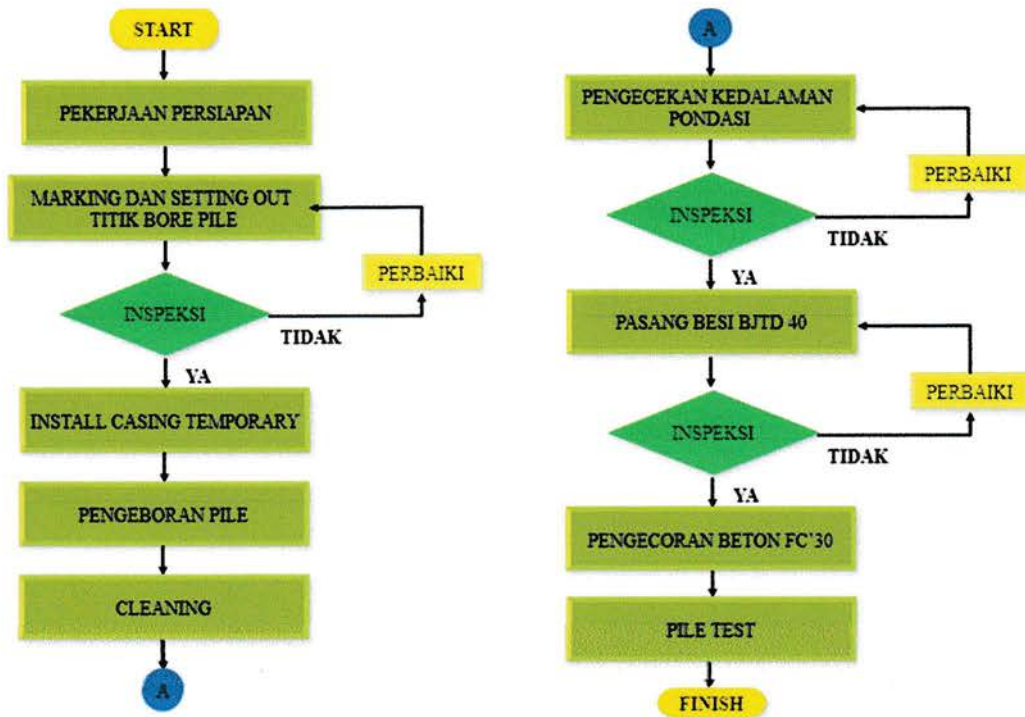 START
PEKERJAAN PERSIAPAN
MARKING DAN SETTING OUT
TITIK BORE PILE
PERBAIKI
INSPEKSI
TIDAK
YA
INSTALL CASING TEMPORARY
PENGEBORAN PILE
CLEANING
A
A
PENGECEKAN KEDALAMAN
PONDASI
PERBAIKI
INSPEKSI
TIDAK
YA
PASANG BESI BJTD 40
PERBAIKI
INSPEKSI
TIDAK
YA
PENGECORAN BETON FC'30
PILE TEST
FINISH